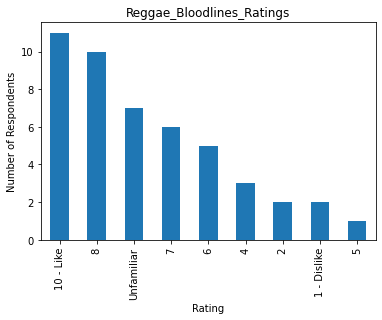 Reggae_Bloodlines_Ratings
Number of Respondents
10
8
6
4
2
0
10 - Like
8
Unfamiliar
7
6
4
2
1 - Dislike
5
Rating